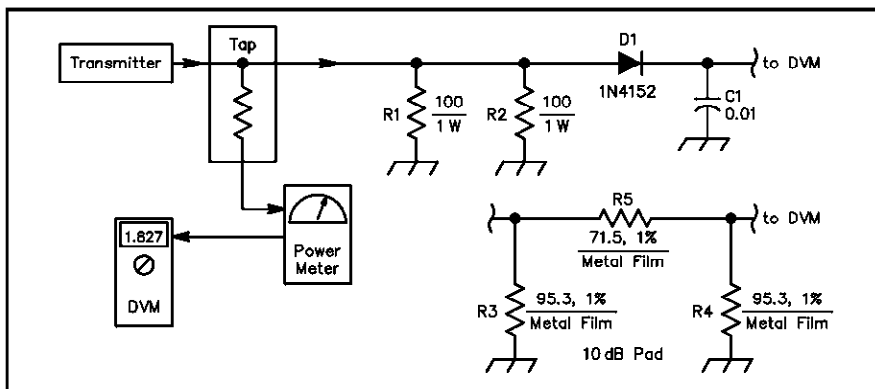 Tap
Transmitter
R1
100
1 W
R2
100
1 W
D1
1N4152
to DVM
C1
0.01
1.827
DVM
Power
Meter
R5
71.5, 1%
Metal Film
to DVM
R3
95.3, 1%
Metal Film
R4
95.3, 1%
Metal Film
10 dB Pad